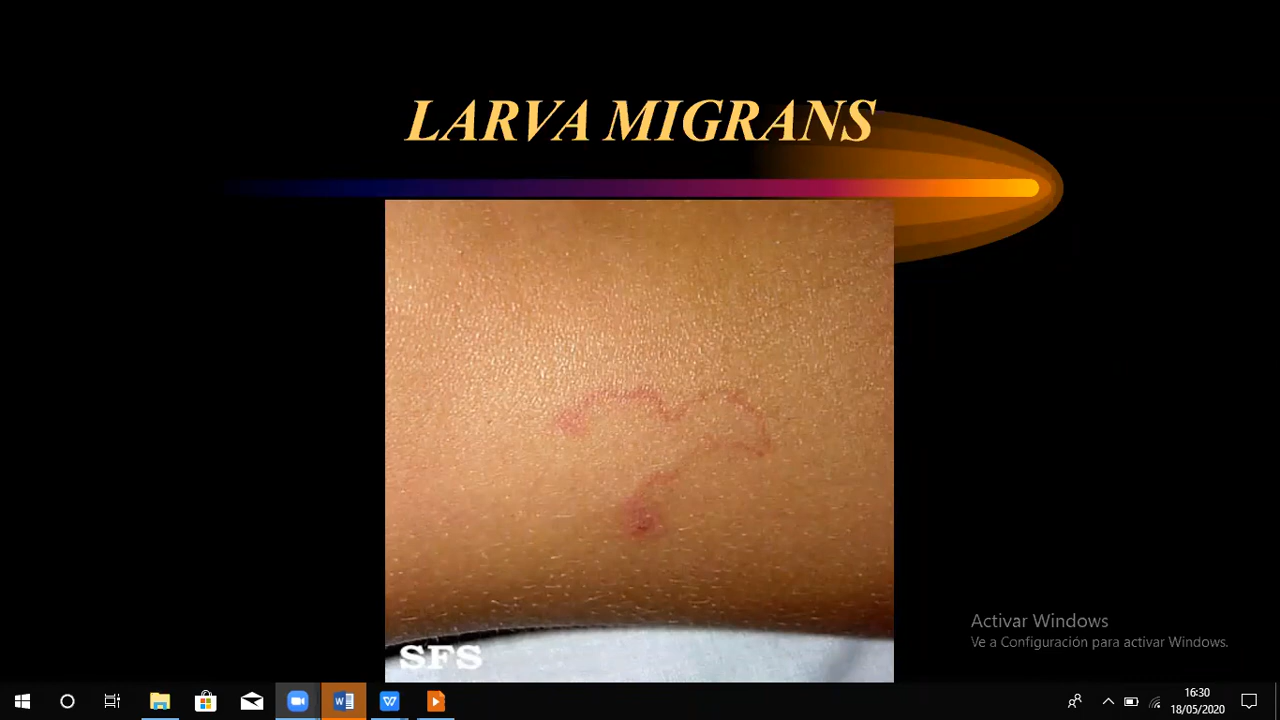 LARVA MIGRANS
SFS
Activar Windows
Ve a Configuración para activar Windows.
16:30
18/05/2020